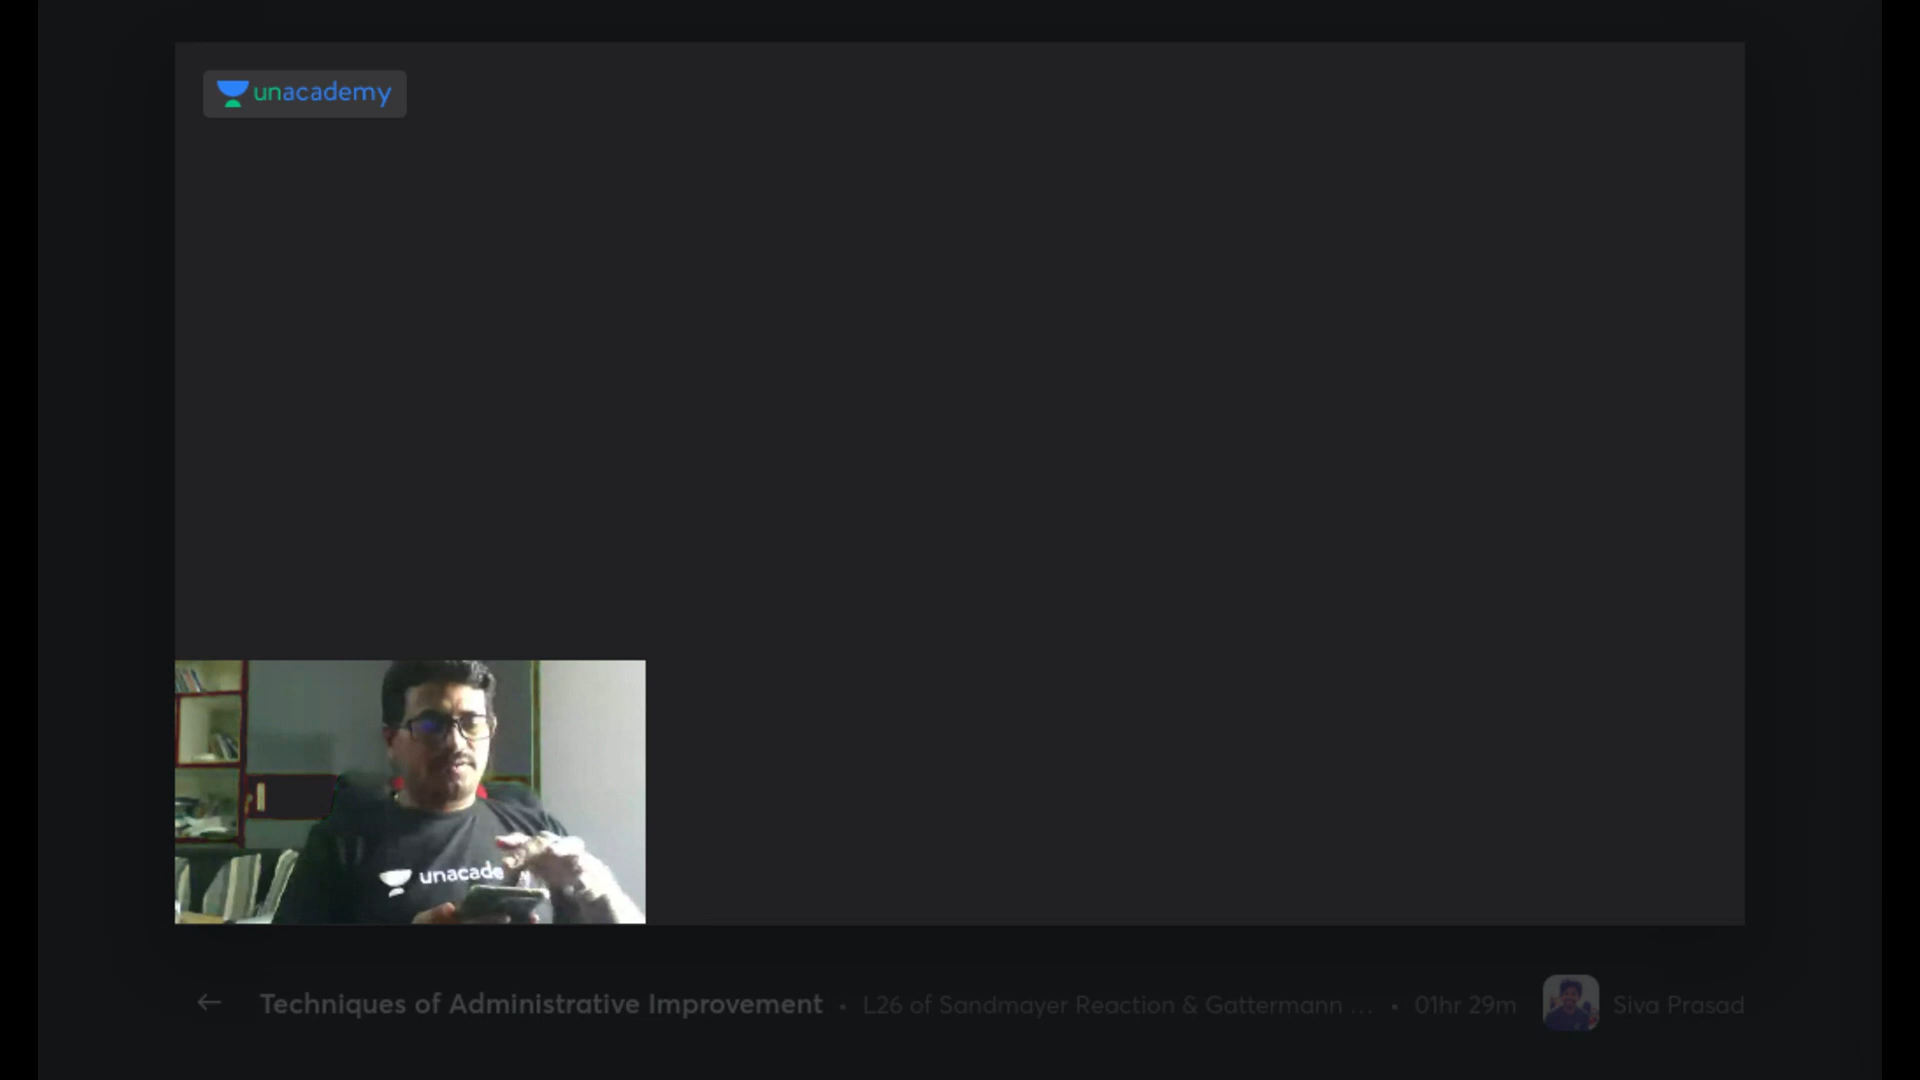 unacademy
unacade
Techniques of Administrative Improvement • L26 of Sandmayer Reaction & Gattermann ... • 01hr 29m Siva Prasad